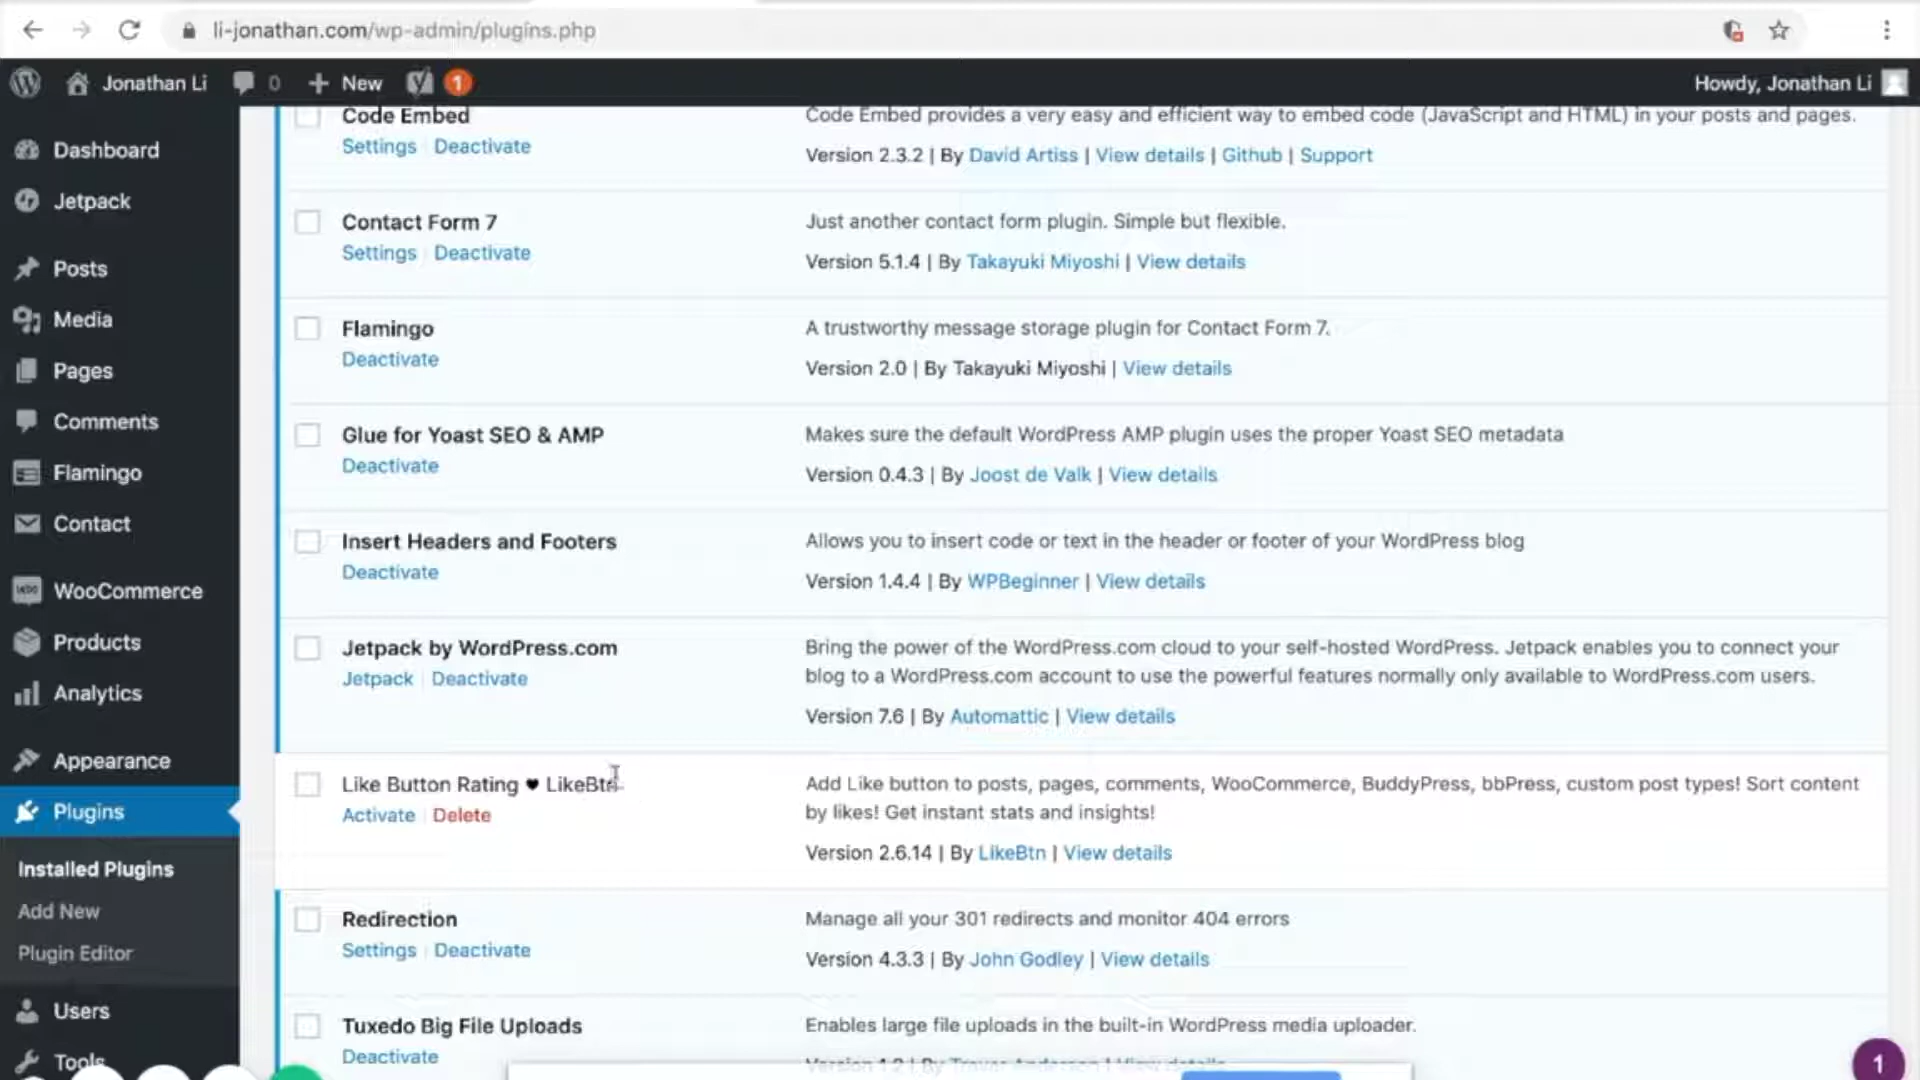 li-jonathan.com/wp-admin/plugins.php
Jonathan Li 0 New 1 Howdy, Jonathan Li
Dashboard
Jetpack
Posts
Media
Pages
Comments
Flamingo
Contact
WooCommerce
Products
Analytics
Appearance
Plugins
Installed Plugins
Add New
Plugin Editor
Users
Tools
Code Embed
Settings | Deactivate
Code Embed provides a very easy and efficient way to embed code (JavaScript and HTML) in your posts and pages.
Version 2.3.2 | By David Artiss | View details | Github | Support
Contact Form 7
Settings | Deactivate
Just another contact form plugin. Simple but flexible.
Version 5.1.4 | By Takayuki Miyoshi | View details
Flamingo
Deactivate
A trustworthy message storage plugin for Contact Form 7.
Version 2.0 | By Takayuki Miyoshi | View details
Glue for Yoast SEO & AMP
Deactivate
Makes sure the default WordPress AMP plugin uses the proper Yoast SEO metadata
Version 0.4.3 | By Joost de Valk | View details
Insert Headers and Footers
Deactivate
Allows you to insert code or text in the header or footer of your WordPress blog
Version 1.4.4 | By WPBeginner | View details
Jetpack by WordPress.com
Jetpack | Deactivate
Bring the power of the WordPress.com cloud to your self-hosted WordPress. Jetpack enables you to connect your
blog to a WordPress.com account to use the powerful features normally only available to WordPress.com users.
Version 7.6 | By Automattic | View details
Like Button Rating ♥ LikeBtn
Activate | Delete
Add Like button to posts, pages, comments, WooCommerce, BuddyPress, bbPress, custom post types! Sort content
by likes! Get instant stats and insights!
Version 2.6.14 | By LikeBtn | View details
Redirection
Settings | Deactivate
Manage all your 301 redirects and monitor 404 errors
Version 4.3.3 | By John Godley | View details
Tuxedo Big File Uploads
Deactivate
Enables large file uploads in the built-in WordPress media uploader.
Version 1.2 | By Trevor Anderson | View details
1